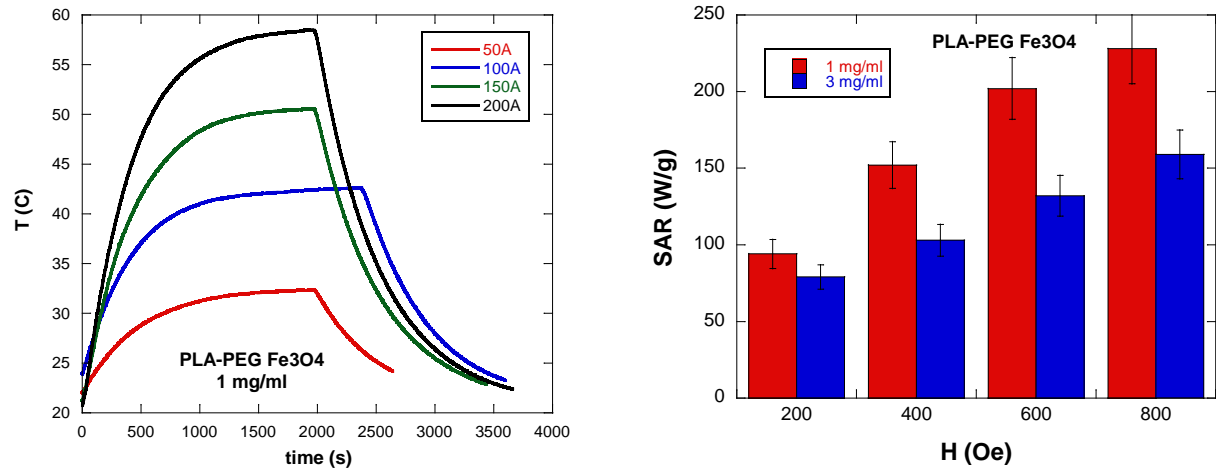 60
55
50
45
40
35
30
25
20
T (C)
50A
100A
150A
200A
PLA-PEG Fe3O4
1 mg/ml
0 500 1000 1500 2000 2500 3000 3500 4000
time (s)
250
200
150
100
50
0
SAR (W/g)
PLA-PEG Fe3O4
1 mg/ml
3 mg/ml
200 400 600 800
H (Oe)